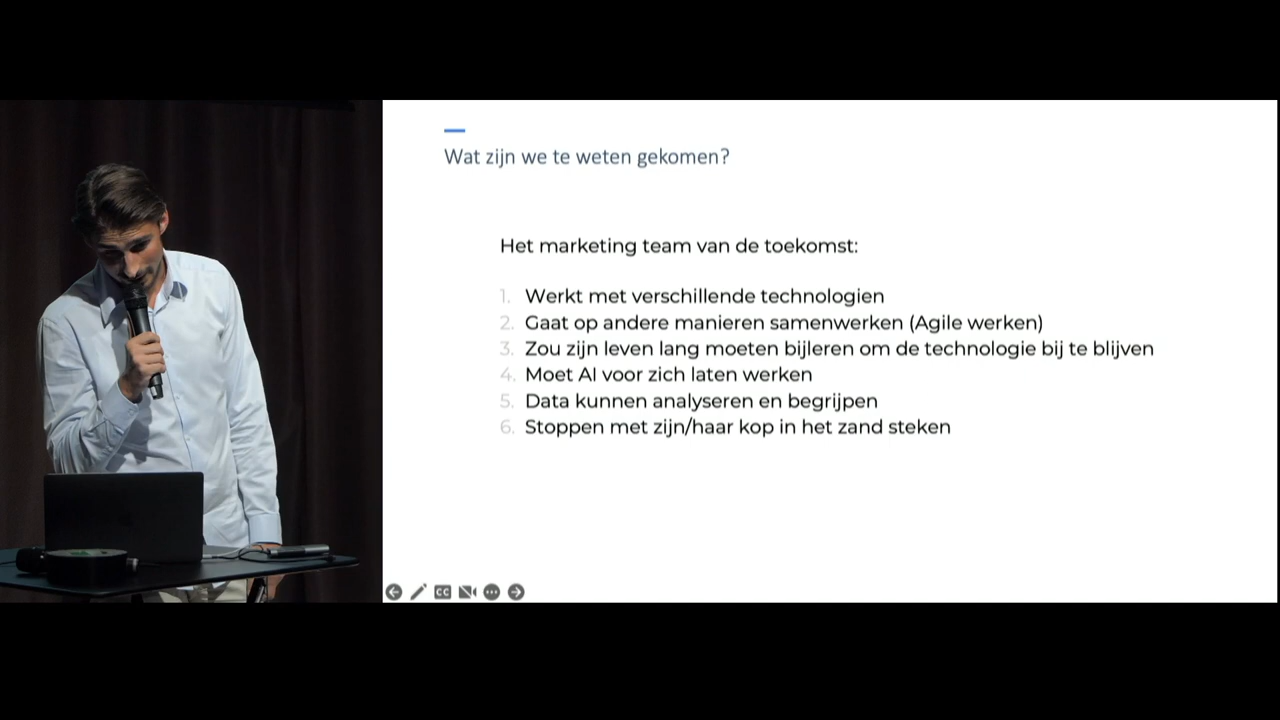 Wat zijn we te weten gekomen?
Het marketing team van de toekomst:
1. Werkt met verschillende technologien
2. Gaat op andere manieren samenwerken (Agile werken)
3. Zou zijn leven lang moeten bijleren om de technologie bij te blijven
4. Moet AI voor zich laten werken
5. Data kunnen analyseren en begrijpen
6. Stoppen met zijn/haar kop in het zand steken
CC